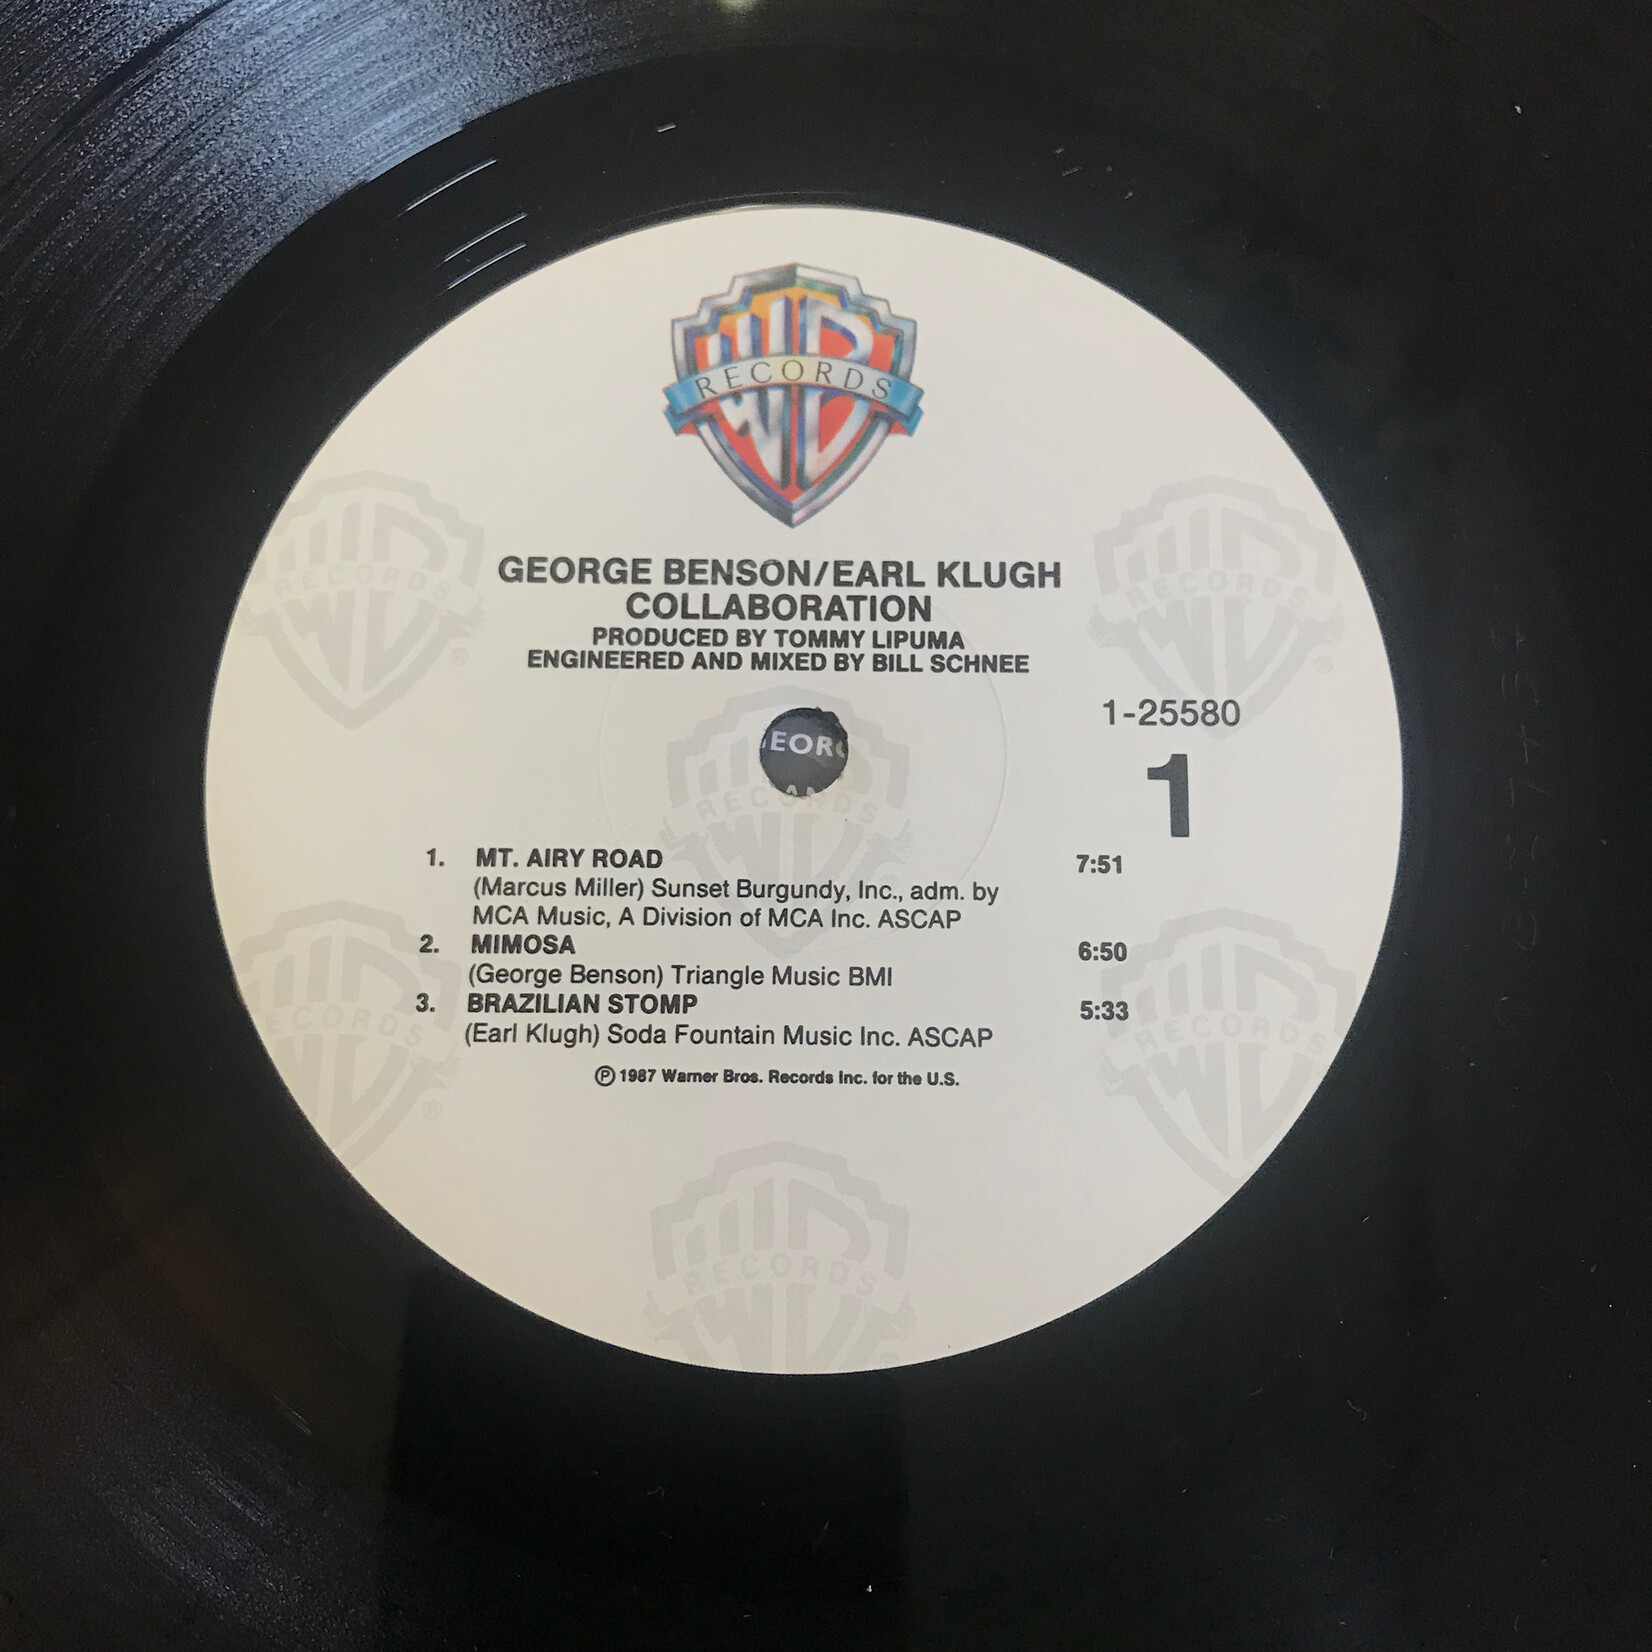 WB
RECORDS
GEORGE BENSON/EARL KLUGH
COLLABORATION
PRODUCED BY TOMMY LIPUMA
ENGINEERED AND MIXED BY BILL SCHNEE
1-25580
1
1. MT. AIRY ROAD 7:51
(Marcus Miller) Sunset Burgundy, Inc., adm. by
MCA Music, A Division of MCA Inc. ASCAP
2. MIMOSA 6:50
(George Benson) Triangle Music BMI
3. BRAZILIAN STOMP 5:33
(Earl Klugh) Soda Fountain Music Inc. ASCAP
℗ 1987 Warner Bros. Records Inc. for the U.S.